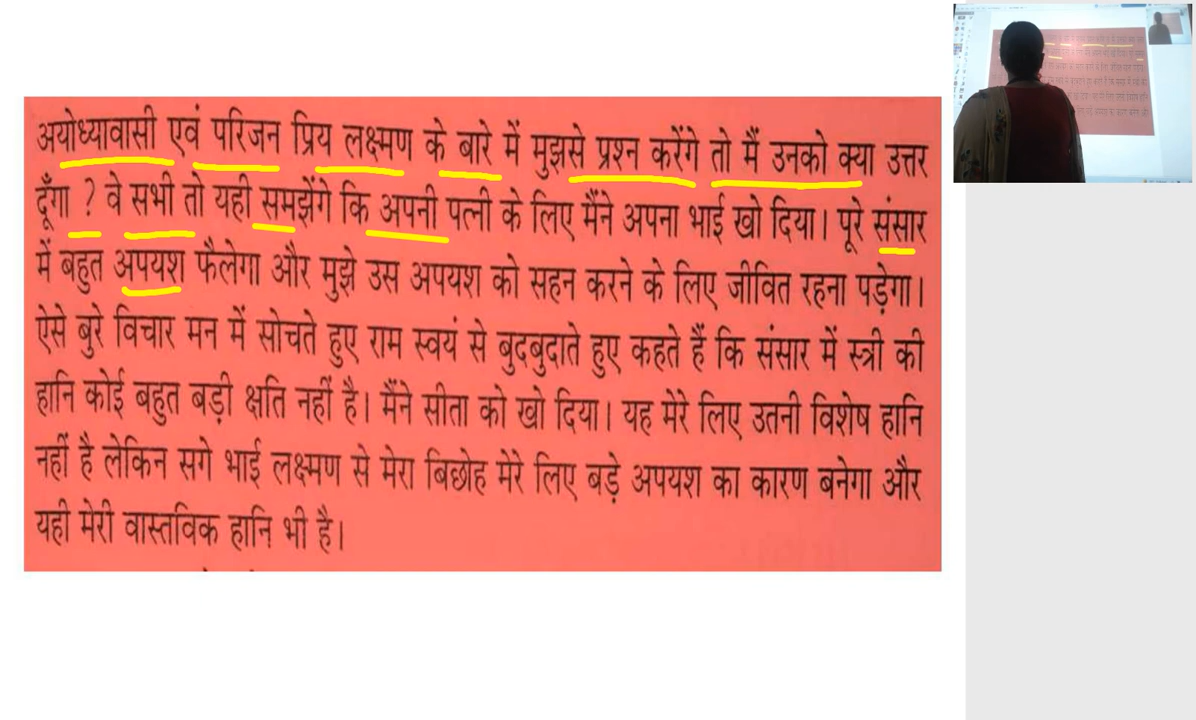 अयोध्यावासी एवं परिजन प्रिय लक्ष्मण के बारे में मुझसे प्रश्न करेंगे तो मैं उनको क्या उत्तर
दूँगा ? वे सभी तो यही समझेंगे कि अपनी पत्नी के लिए मैंने अपना भाई खो दिया। पूरे संसार
में बहुत अपयश फैलेगा और मुझे उस अपयश को सहन करने के लिए जीवित रहना पड़ेगा।
ऐसे बुरे विचार मन में सोचते हुए राम स्वयं से बुदबुदाते हुए कहते हैं कि संसार में स्त्री की
हानि कोई बहुत बड़ी क्षति नहीं है। मैंने सीता को खो दिया। यह मेरे लिए उतनी विशेष हानि
नहीं है लेकिन सगे भाई लक्ष्मण से मेरा बिछोह मेरे लिए बड़े अपयश का कारण बनेगा और
यही मेरी वास्तविक हानि भी है।